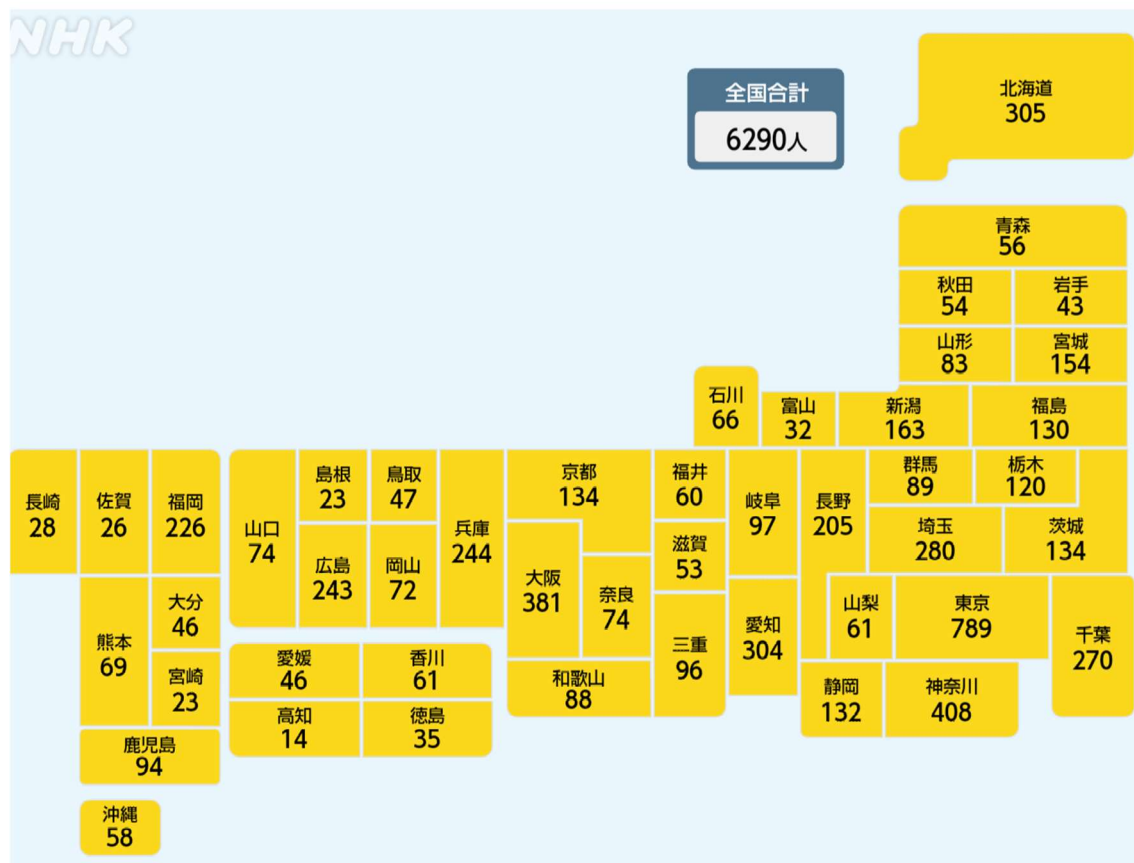 NHK
全国合計
6290人
北海道
305
青森
56
秋田
54
岩手
43
山形
83
宮城
154
石川
66
富山
32
新潟
163
福島
130
長崎
28
佐賀
26
福岡
226
山口
74
島根
23
鳥取
47
兵庫
244
京都
134
福井
60
岐阜
97
長野
205
群馬
89
栃木
120
広島
243
岡山
72
大阪
381
滋賀
53
埼玉
280
茨城
134
奈良
74
熊本
69
大分
46
宮崎
23
三重
96
愛知
304
山梨
61
東京
789
千葉
270
愛媛
46
香川
61
和歌山
88
静岡
132
神奈川
408
高知
14
徳島
35
鹿児島
94
沖縄
58